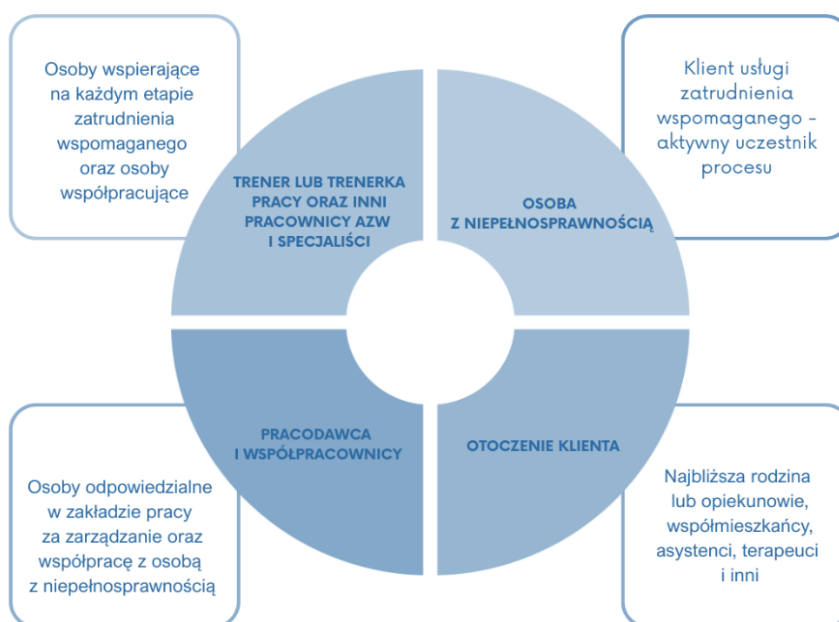 Osoby wspierające
na każdym etapie
zatrudnienia
wspomaganego
oraz osoby
współpracujące
Klient usługi
zatrudnienia
wspomaganego -
aktywny uczestnik
procesu
TRENER LUB TRENERKA
PRACY ORAZ INNI
PRACOWNICY AZW
I SPECJALIŚCI
OSOBA
Z NIEPEŁNOSPRAWNOŚCIĄ
PRACODAWCA
I WSPÓŁPRACOWNICY
OTOCZENIE KLIENTA
Osoby odpowiedzialne
w zakładzie pracy
za zarządzanie oraz
współpracę z osobą
z niepełnosprawnością
Najbliższa rodzina
lub opiekunowie,
współmieszkańcy,
asystenci, terapeuci
i inni